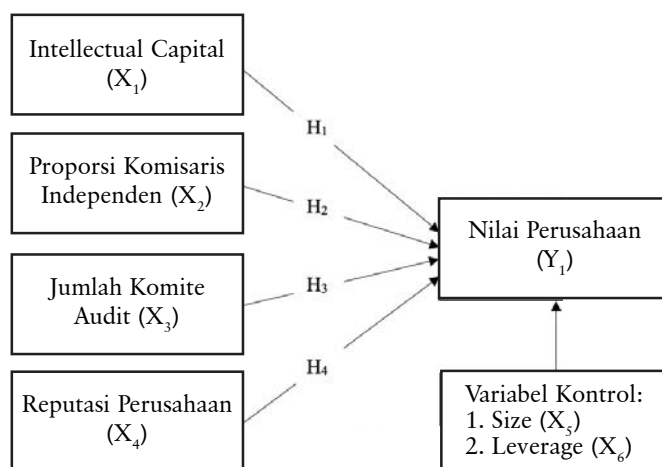 Intellectual Capital
(X₁)
H₁
Proporsi Komisaris
Independen (X₂)
H₂
Nilai Perusahaan
(Y₁)
Jumlah Komite
Audit (X₃)
H₃
H₄
Reputasi Perusahaan
(X₄)
Variabel Kontrol:
1. Size (X₅)
2. Leverage (X₆)